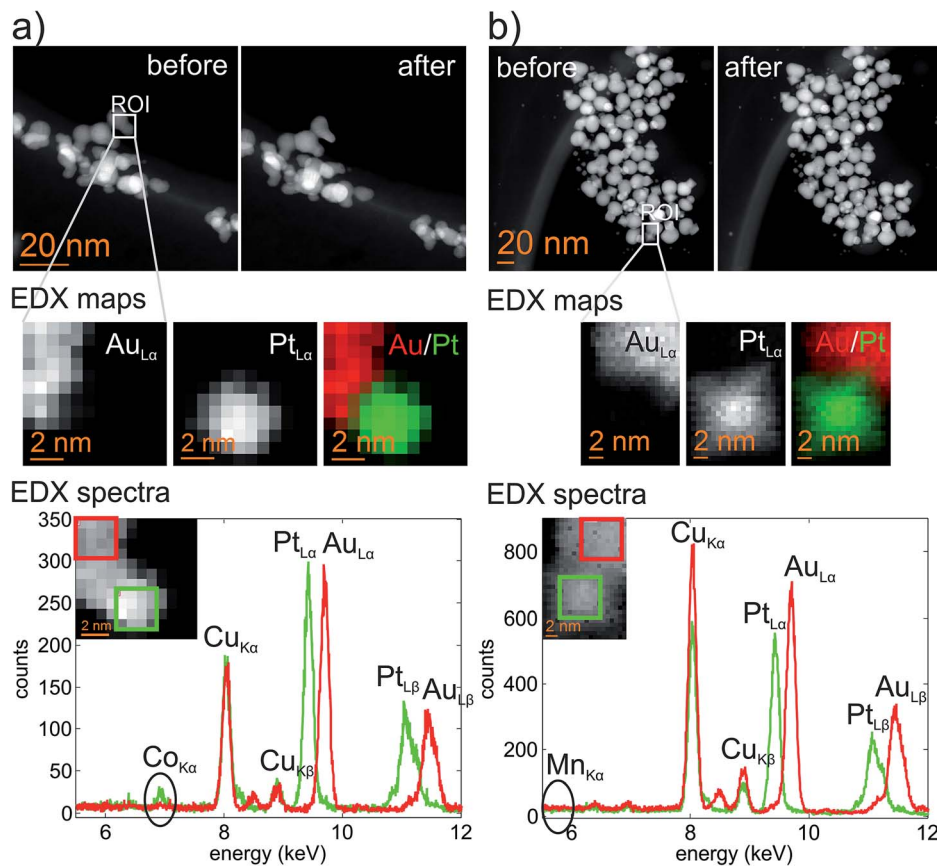 a)
before
ROI
20 nm
after
EDX maps
AuLα
2 nm
PtLα
2 nm
Au/Pt
2 nm
EDX spectra
350
300
250
200
150
100
50
0
counts
2 nm
CoKα
CuKα
CuKβ
PtLα
AuLα
PtLβ
AuLβ
6
8
10
12
energy (keV)
b)
before
ROI
20 nm
after
EDX maps
AuLα
2 nm
PtLα
2 nm
Au/Pt
2 nm
EDX spectra
800
600
400
200
0
counts
2 nm
MnKα
CuKα
CuKβ
PtLα
AuLα
PtLβ
AuLβ
6
8
10
12
energy (keV)